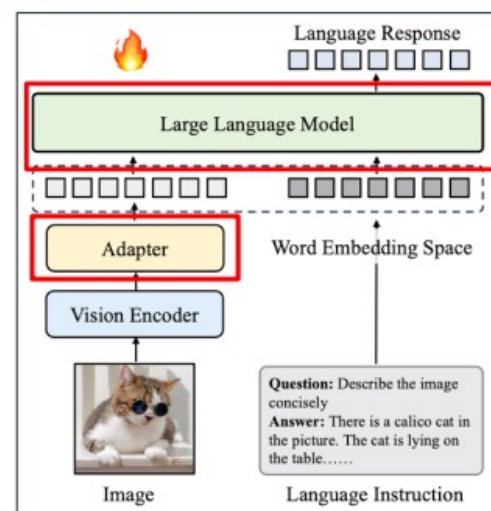 Language Response
Large Language Model
Adapter
Word Embedding Space
Vision Encoder
Question: Describe the image
concisely
Answer: There is a calico cat in
the picture. The cat is lying on
the table……
Image
Language Instruction